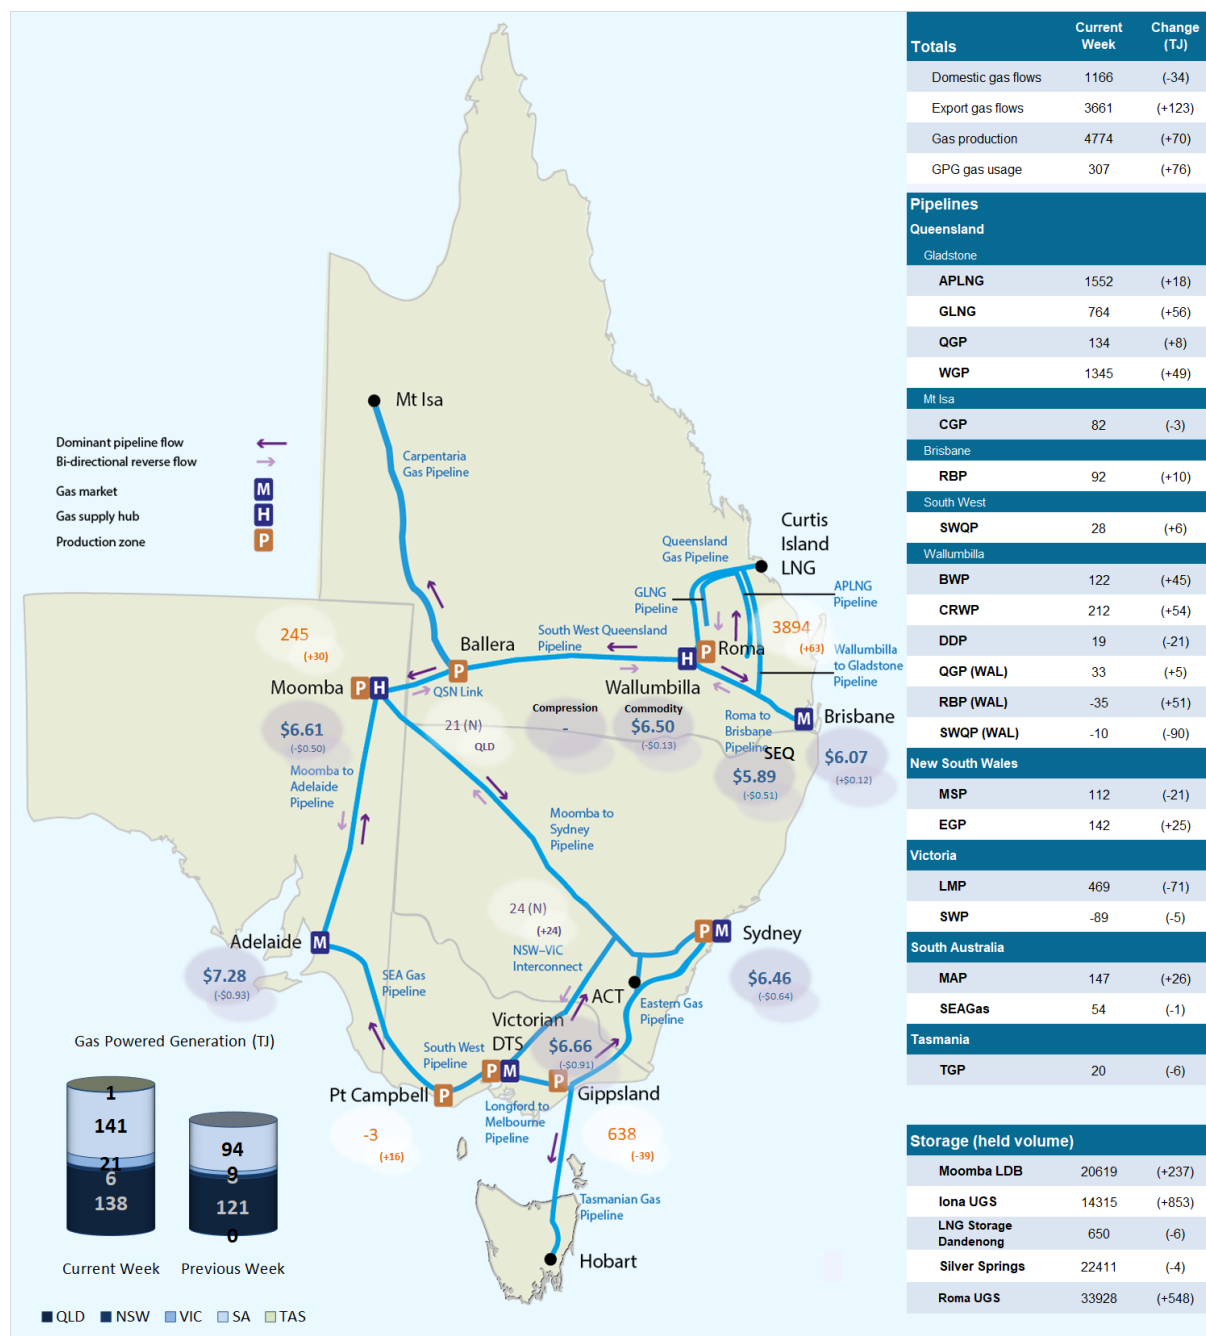 Mt Isa
Dominant pipeline flow
Bi-directional reverse flow
Gas market M
Gas supply hub H
Production zone P
Carpentaria
Gas Pipeline
Curtis
Island
LNG
Queensland
Gas Pipeline
GLNG
Pipeline
APLNG
Pipeline
245
(+30)
Ballera
P
South West Queensland
Pipeline
H P Roma
3894
(+63)
Wallumbilla
to Gladstone
Pipeline
Moomba P H
QSN Link
Wallumbilla
$6.61
(-$0.50)
21 (N)
QLD
Compression
-
Commodity
$6.50
(-$0.13)
Roma to
Brisbane
Pipeline
M Brisbane
SEQ
$5.89
(-$0.51)
$6.07
(+$0.12)
Moomba to
Adelaide
Pipeline
Moomba to
Sydney
Pipeline
24 (N)
(+24)
NSW–VIC
Interconnect
P M Sydney
$6.46
(-$0.64)
Adelaide M
$7.28
(-$0.93)
SEA Gas
Pipeline
ACT
Eastern Gas
Pipeline
Victorian
DTS
P M
$6.66
(-$0.91)
South West
Pipeline
Pt Campbell P
-3
(+16)
P
Gippsland
638
(-39)
Longford to
Melbourne
Pipeline
Tasmanian Gas
Pipeline
Hobart
Gas Powered Generation (TJ)
1
141
21
6
138
94
9
3
121
0
Current Week Previous Week
QLD NSW VIC SA TAS
Totals Current Week Change (TJ)
Domestic gas flows 1166 (-34)
Export gas flows 3661 (+123)
Gas production 4774 (+70)
GPG gas usage 307 (+76)
Pipelines
Queensland
Gladstone
APLNG 1552 (+18)
GLNG 764 (+56)
QGP 134 (+8)
WGP 1345 (+49)
Mt Isa
CGP 82 (-3)
Brisbane
RBP 92 (+10)
South West
SWQP 28 (+6)
Wallumbilla
BWP 122 (+45)
CRWP 212 (+54)
DDP 19 (-21)
QGP (WAL) 33 (+5)
RBP (WAL) -35 (+51)
SWQP (WAL) -10 (-90)
New South Wales
MSP 112 (-21)
EGP 142 (+25)
Victoria
LMP 469 (-71)
SWP -89 (-5)
South Australia
MAP 147 (+26)
SEAGas 54 (-1)
Tasmania
TGP 20 (-6)
Storage (held volume)
Moomba LDB 20619 (+237)
Iona UGS 14315 (+853)
LNG Storage
Dandenong 650 (-6)
Silver Springs 22411 (-4)
Roma UGS 33928 (+548)